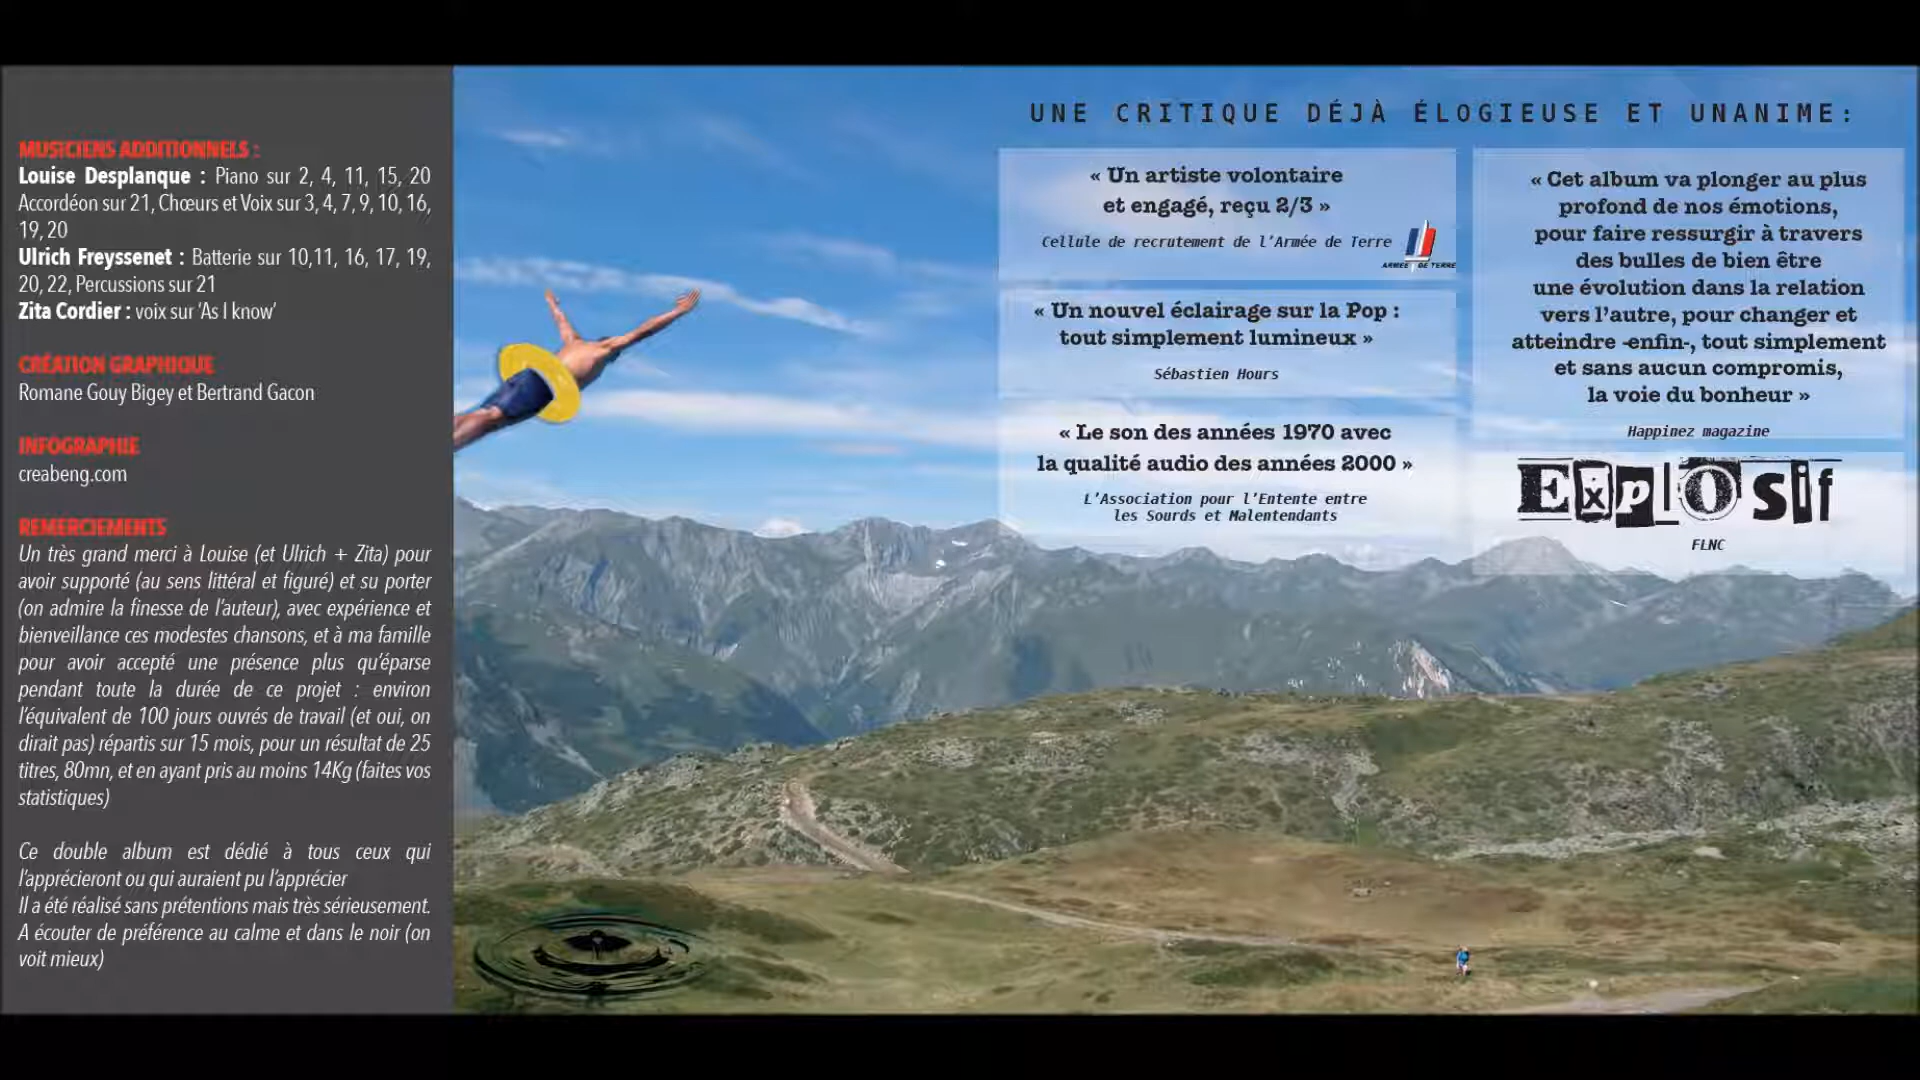 MUSICIENS ADDITIONNELS :
Louise Desplanque : Piano sur 2, 4, 11, 15, 20
Accordéon sur 21, Chœurs et Voix sur 3, 4, 7, 9, 10, 16,
19, 20
Ulrich Freyssenet : Batterie sur 10,11, 16, 17, 19,
20, 22, Percussions sur 21
Zita Cordier : voix sur 'As I know'
CRÉATION GRAPHIQUE
Romane Gouy Bigey et Bertrand Gacon
INFOGRAPHIE
creabeng.com
REMERCIEMENTS
Un très grand merci à Louise (et Ulrich + Zita) pour
avoir supporté (au sens littéral et figuré) et su porter
(on admire la finesse de l'auteur), avec expérience et
bienveillance ces modestes chansons, et à ma famille
pour avoir accepté une présence plus qu'éparse
pendant toute la durée de ce projet : environ
l'équivalent de 100 jours ouvrés de travail (et oui, on
dirait pas) répartis sur 15 mois, pour un résultat de 25
titres, 80mn, et en ayant pris au moins 14Kg (faites vos
statistiques)
Ce double album est dédié à tous ceux qui
l'apprécieront ou qui auraient pu l'apprécier
Il a été réalisé sans prétentions mais très sérieusement.
A écouter de préférence au calme et dans le noir (on
voit mieux)
UNE CRITIQUE DÉJÀ ÉLOGIEUSE ET UNANIME:
« Un artiste volontaire
et engagé, reçu 2/3 »
Cellule de recrutement de l'Armée de Terre
ARMÉE DE TERRE
« Un nouvel éclairage sur la Pop :
tout simplement lumineux »
Sébastien Hours
« Le son des années 1970 avec
la qualité audio des années 2000 »
L'Association pour l'Entente entre
les Sourds et Malentendants
« Cet album va plonger au plus
profond de nos émotions,
pour faire ressurgir à travers
des bulles de bien être
une évolution dans la relation
vers l'autre, pour changer et
atteindre -enfin-, tout simplement
et sans aucun compromis,
la voie du bonheur »
Happinez magazine
ExplOsif
FLNC